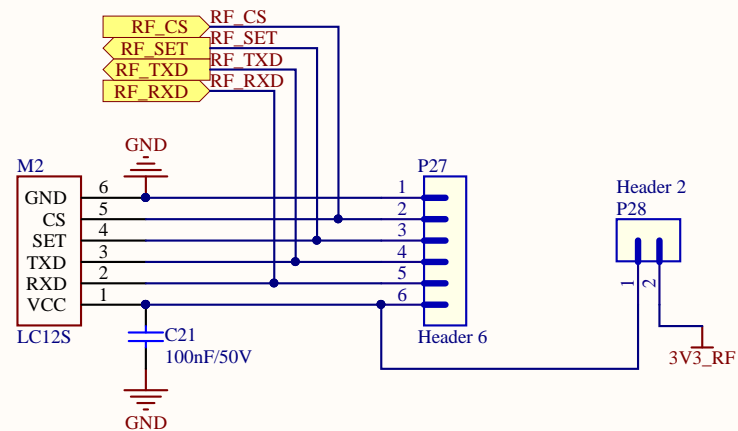 RF_CS RF_CS
RF_SET RF_SET
RF_TXD RF_TXD
RF_RXD RF_RXD
GND
M2 P27
GND 6 1
CS 5 2
SET 4 3
TXD 3 4
RXD 2 5
VCC 1 6
LC12S Header 6
C21
100nF/50V
GND
Header 2
P28
1 2
3V3_RF